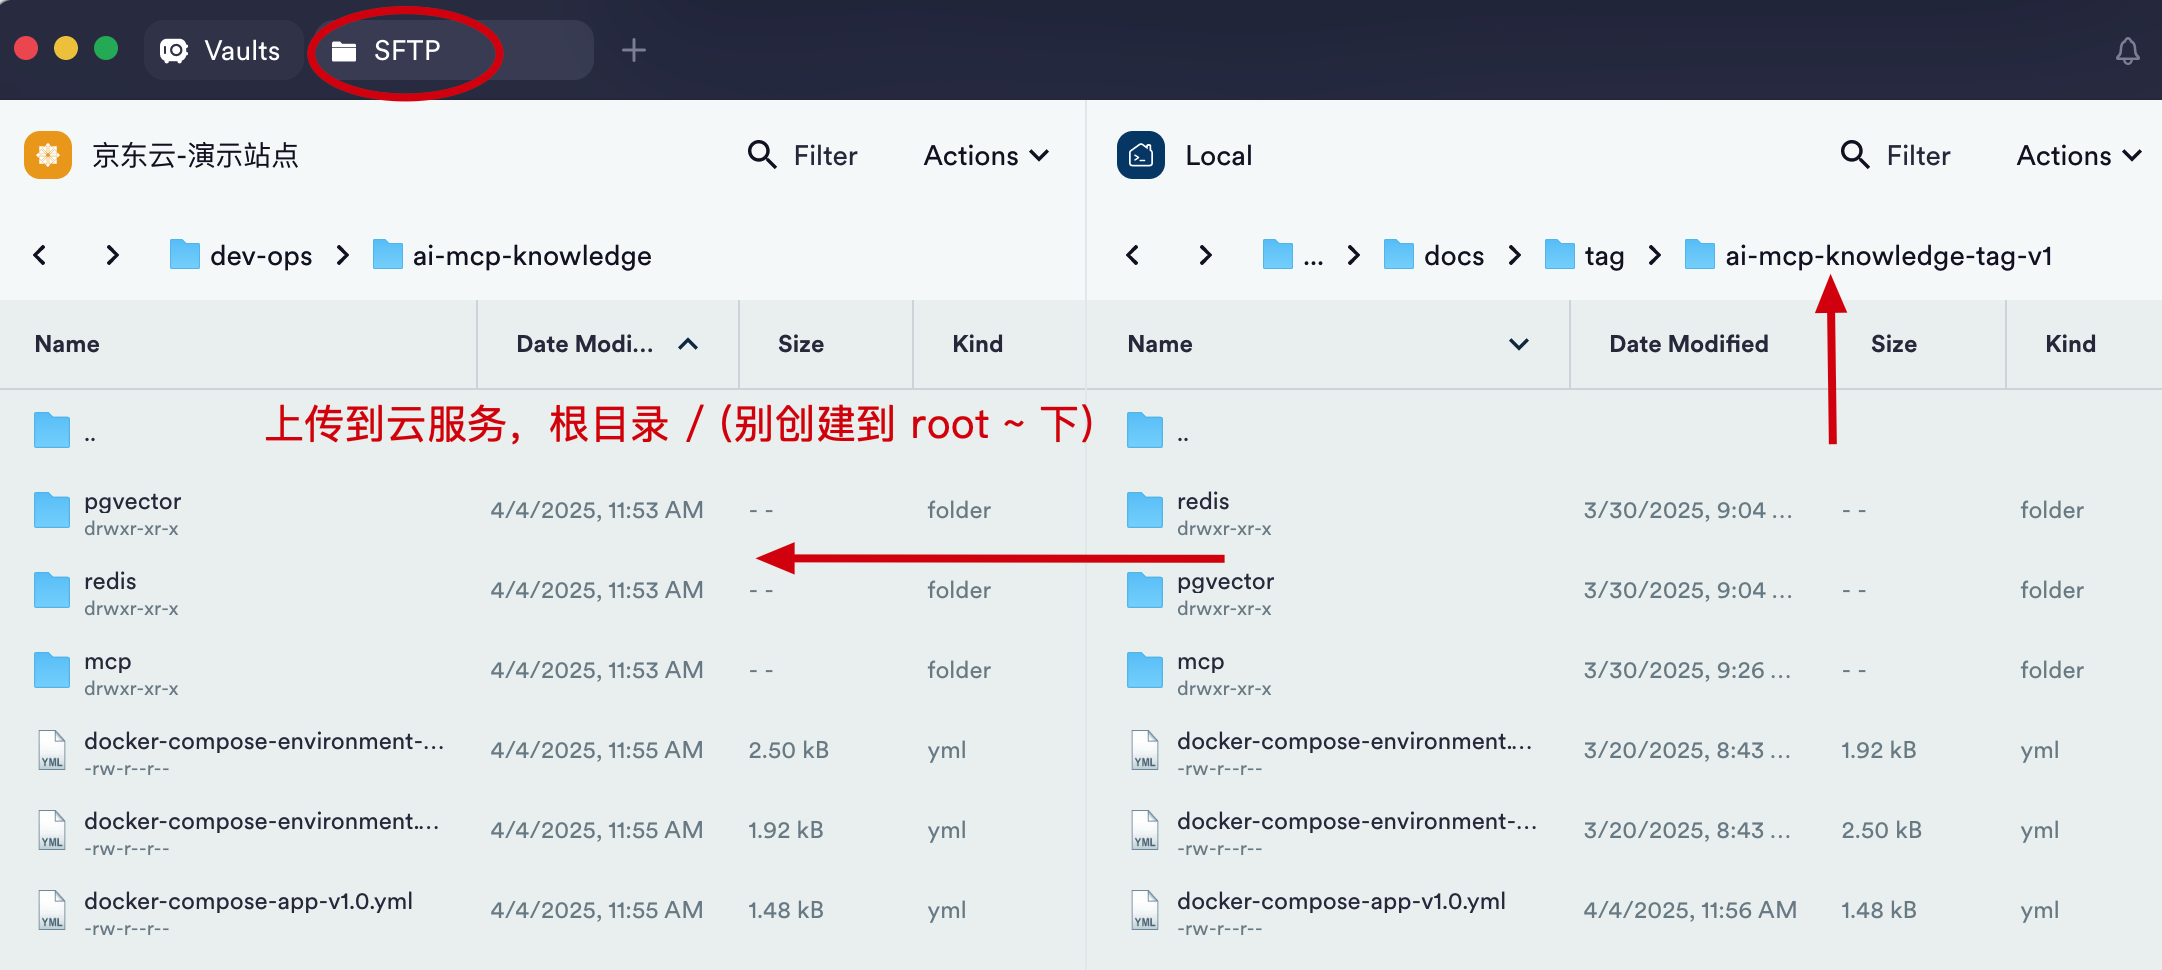 Vaults
SFTP
京东云-演示站点
Filter
Actions
dev-ops
ai-mcp-knowledge
Name
Date Modi...
Size
Kind
上传到云服务，根目录 / (别创建到 root ~ 下)
..
pgvector
drwxr-xr-x
4/4/2025, 11:53 AM
- -
folder
redis
drwxr-xr-x
4/4/2025, 11:53 AM
- -
folder
mcp
drwxr-xr-x
4/4/2025, 11:53 AM
- -
folder
docker-compose-environment-...
-rw-r--r--
4/4/2025, 11:55 AM
2.50 kB
yml
docker-compose-environment....
-rw-r--r--
4/4/2025, 11:55 AM
1.92 kB
yml
docker-compose-app-v1.0.yml
-rw-r--r--
4/4/2025, 11:55 AM
1.48 kB
yml
YML
YML
YML
Local
Filter
Actions
...
docs
tag
ai-mcp-knowledge-tag-v1
Name
Date Modified
Size
Kind
..
redis
drwxr-xr-x
3/30/2025, 9:04 ...
- -
folder
pgvector
drwxr-xr-x
3/30/2025, 9:04 ...
- -
folder
mcp
drwxr-xr-x
3/30/2025, 9:26 ...
- -
folder
docker-compose-environment....
-rw-r--r--
3/20/2025, 8:43 ...
1.92 kB
yml
docker-compose-environment-...
-rw-r--r--
3/20/2025, 8:43 ...
2.50 kB
yml
docker-compose-app-v1.0.yml
-rw-r--r--
4/4/2025, 11:56 AM
1.48 kB
yml
YML
YML
YML